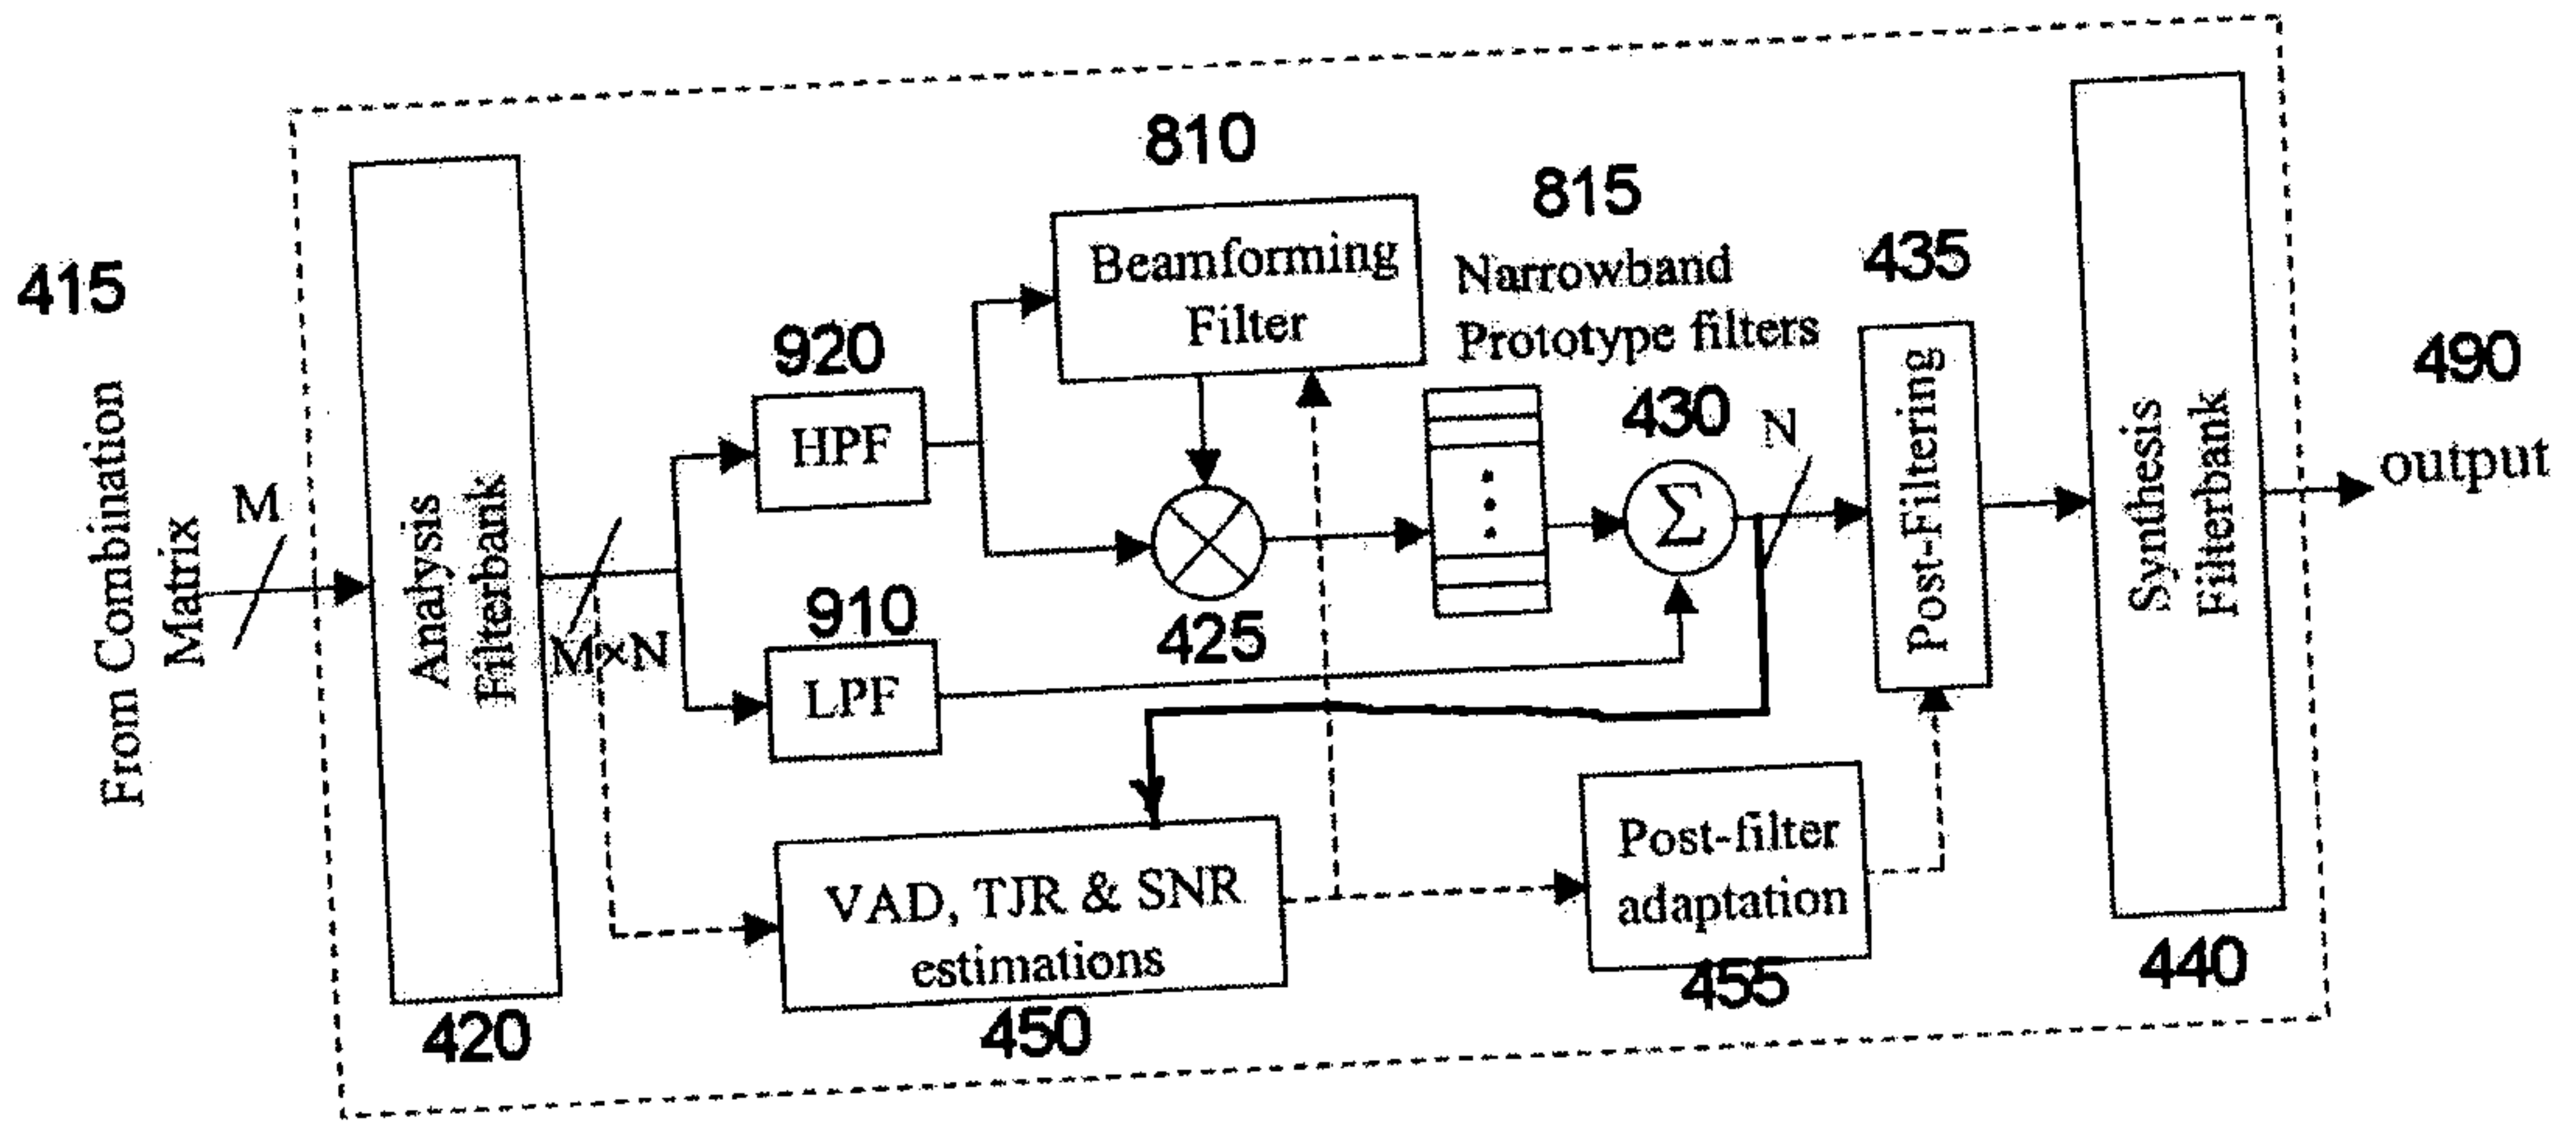 415
From Combination
Matrix
M
Analysis
Filterbank
420
M×N
920
HPF
910
LPF
810
Beamforming
Filter
425
815
Narrowband
Prototype filters
430
Σ
N
435
Post-Filtering
VAD, TJR & SNR
estimations
450
Post-filter
adaptation
455
Synthesis
Filterbank
440
490
output